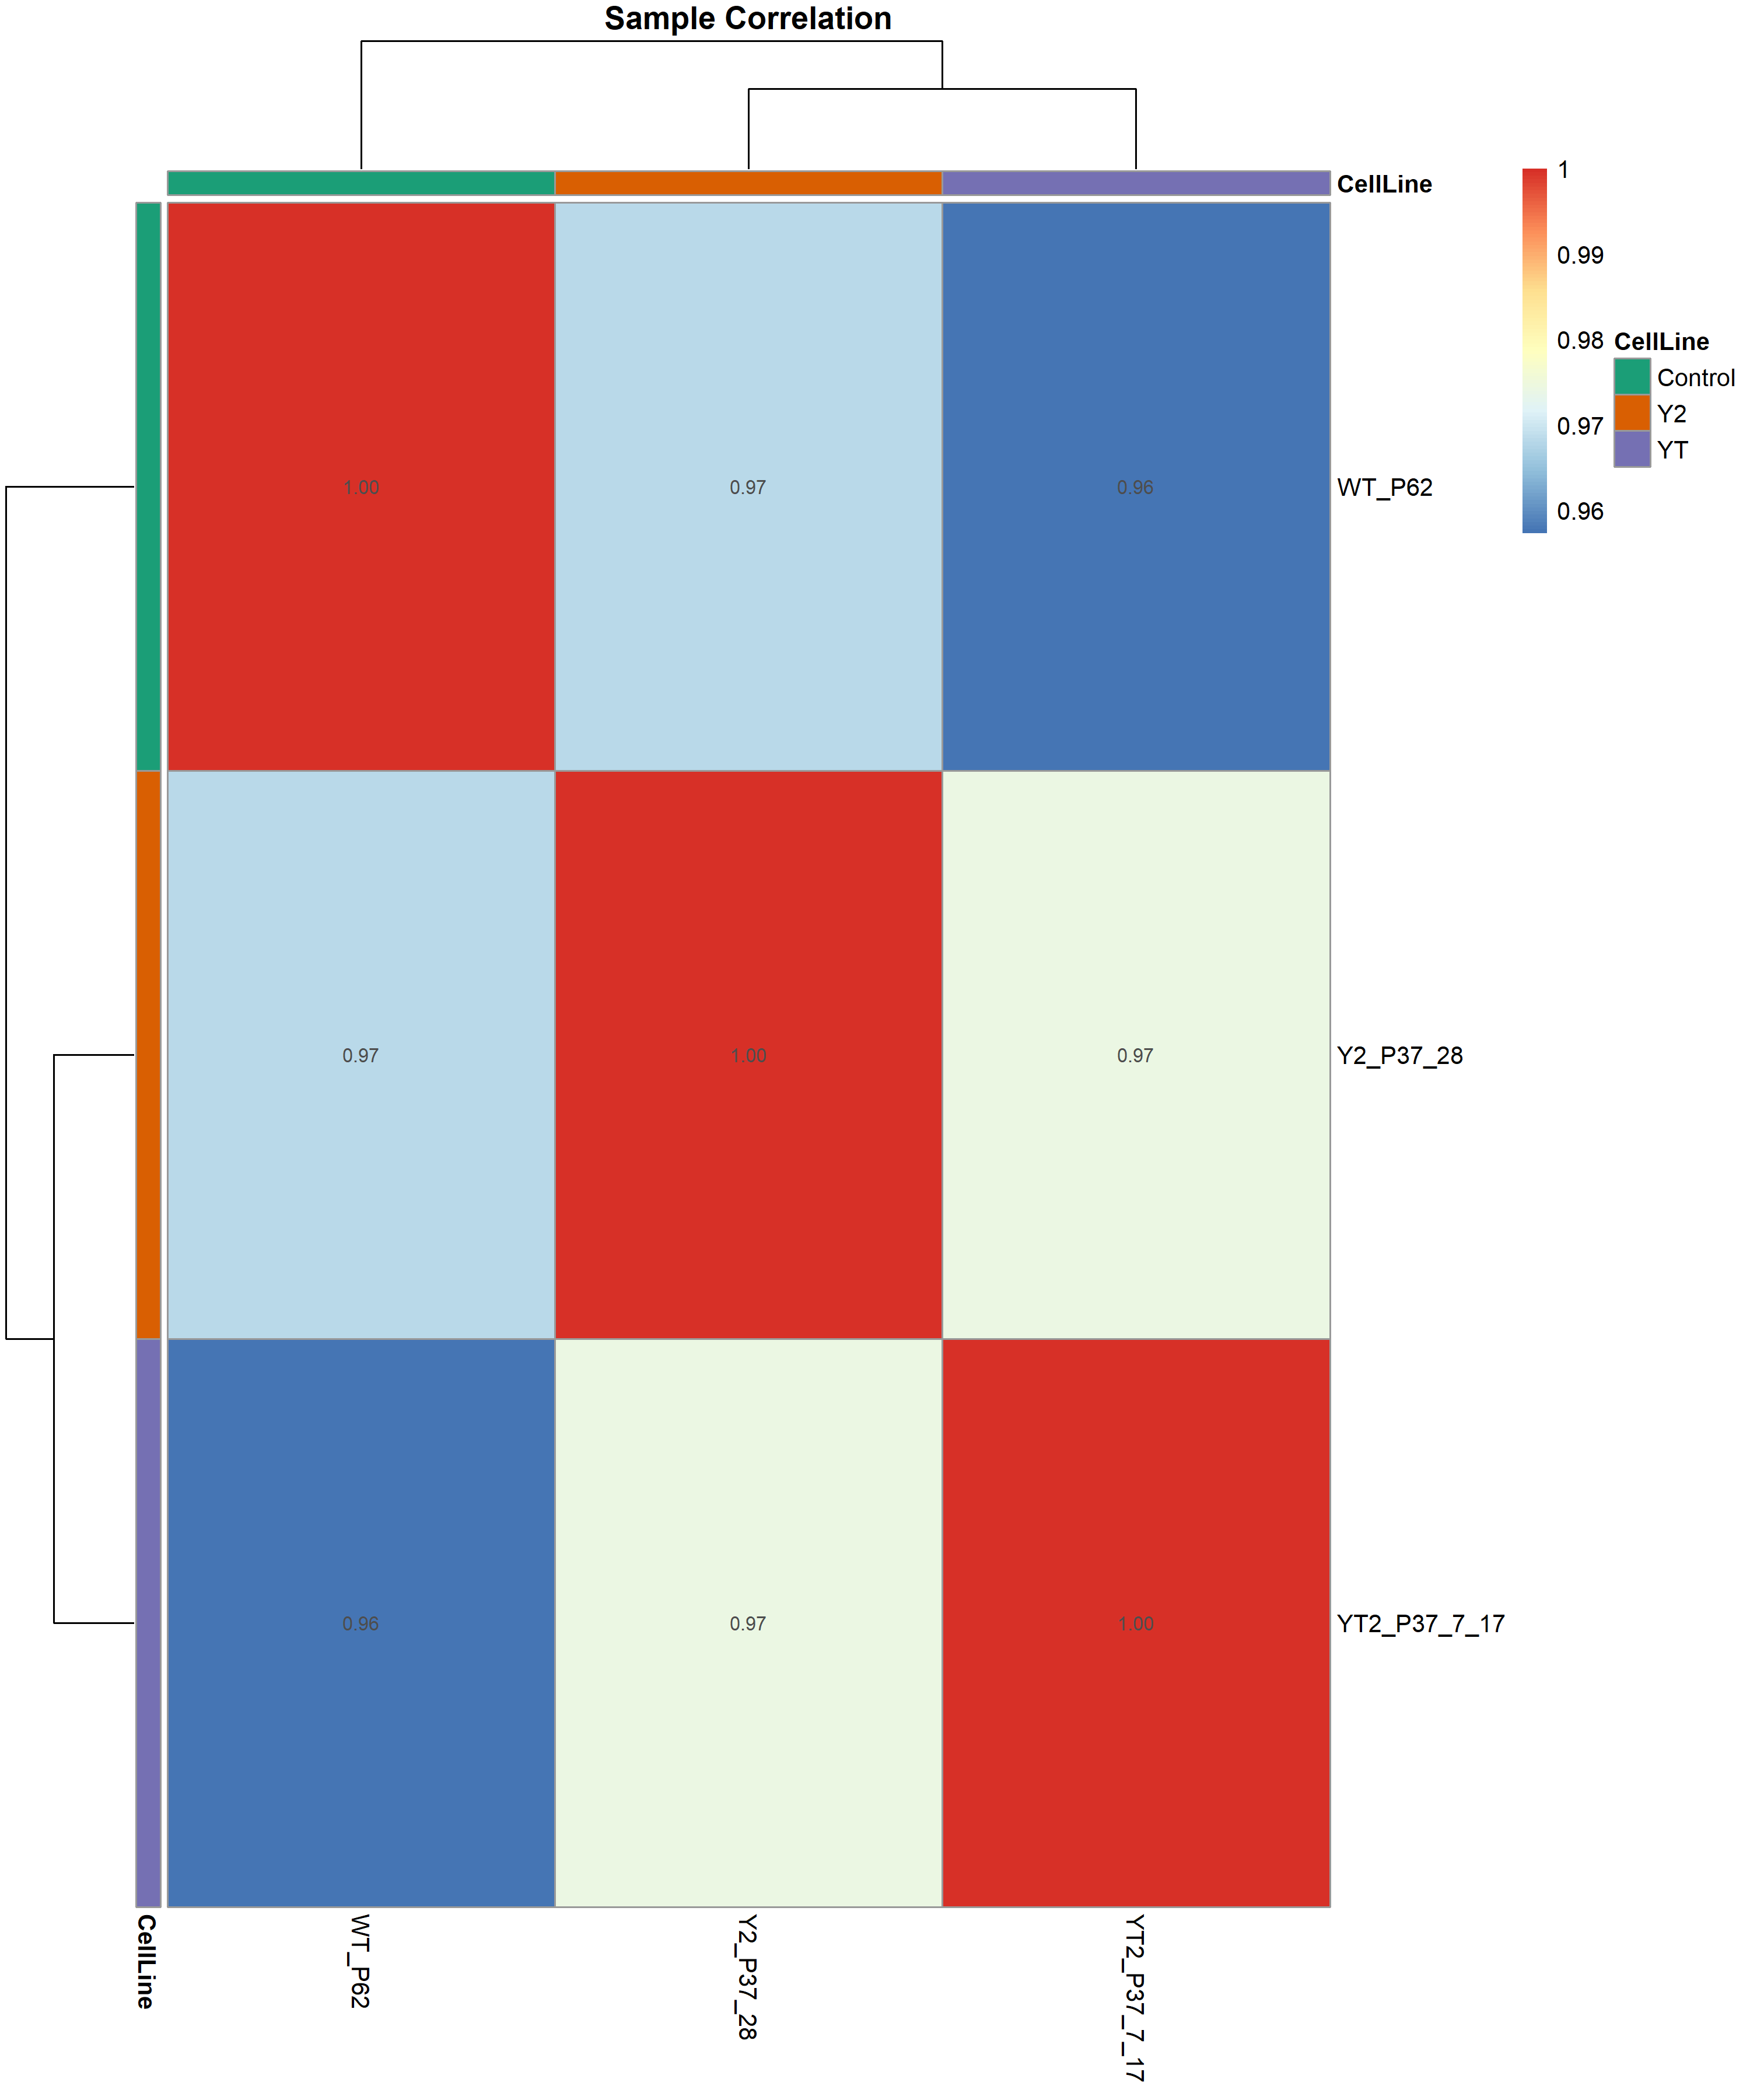 Sample Correlation
CellLine
1
0.99
0.98
0.97
0.96
CellLine
Control
Y2
YT
1.00 0.97 0.96 WT_P62
0.97 1.00 0.97 Y2_P37_28
0.96 0.97 1.00 YT2_P37_7_17
CellLine
WT_P62
Y2_P37_28
YT2_P37_7_17